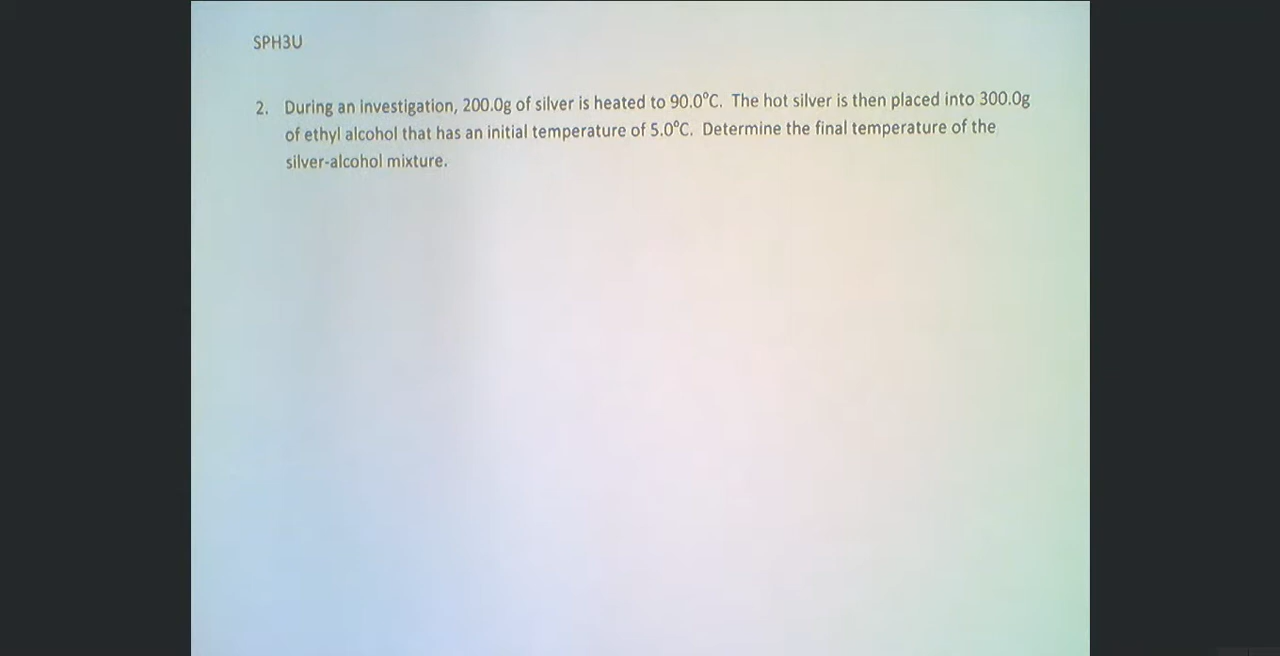 SPH3U
2. During an investigation, 200.0g of silver is heated to 90.0°C. The hot silver is then placed into 300.0g
of ethyl alcohol that has an initial temperature of 5.0°C. Determine the final temperature of the
silver-alcohol mixture.